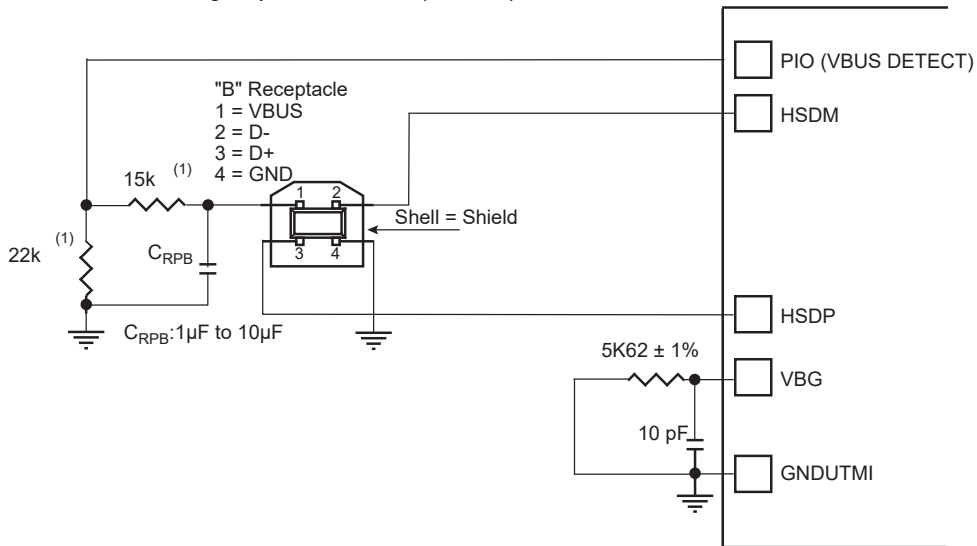 PIO (VBUS DETECT)
"B" Receptacle
1 = VBUS
2 = D-
3 = D+
4 = GND
HSDM
15k (1)
1 2
Shell = Shield
22k (1)
CRPB
3 4
CRPB:1µF to 10µF
HSDP
5K62 ± 1%
VBG
10 pF
GNDUTMI